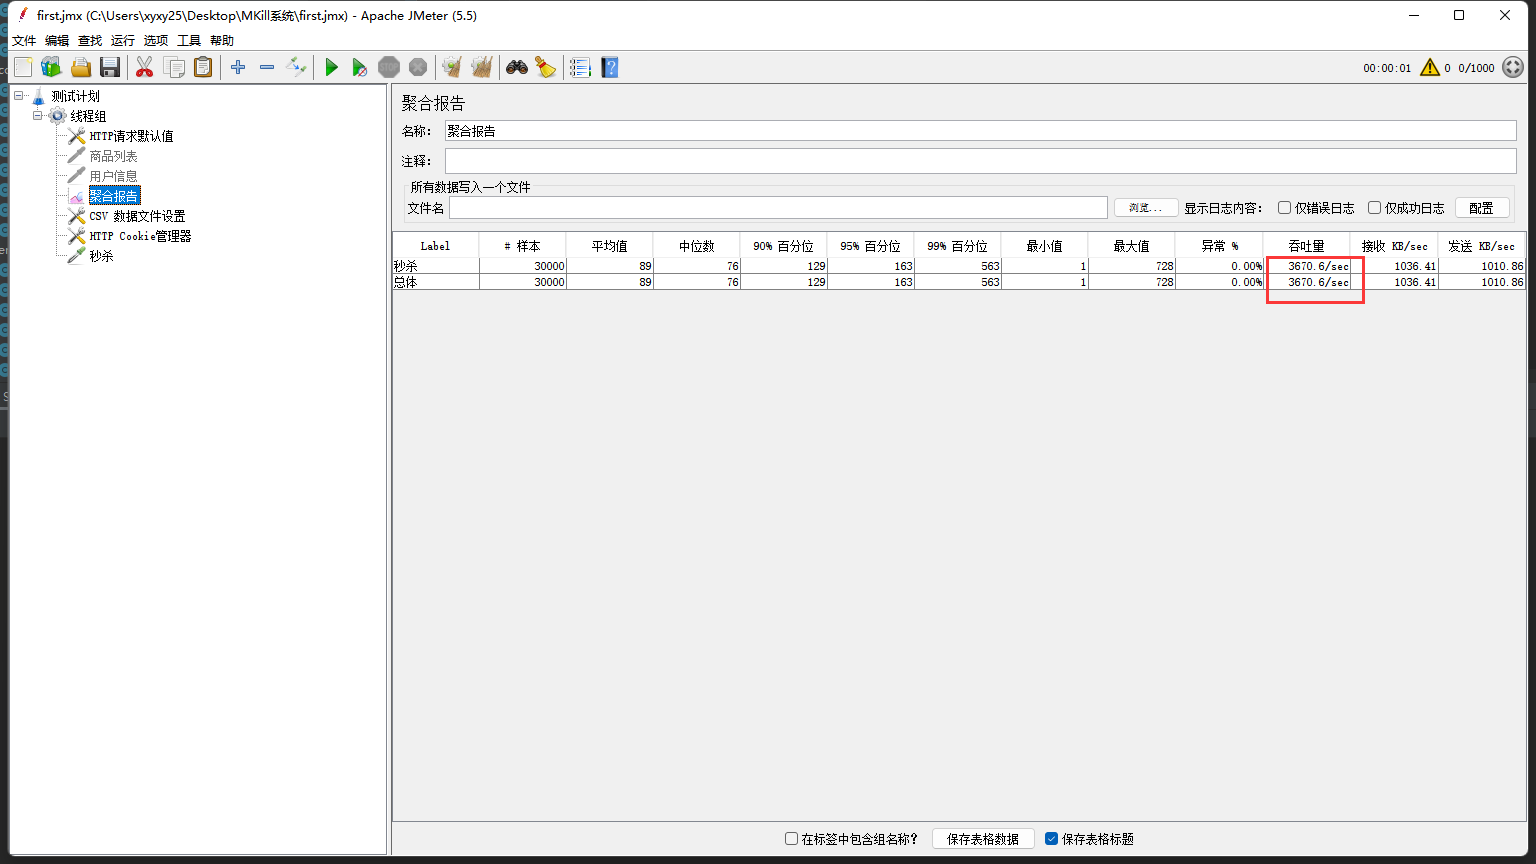 first.jmx (C:\Users\xyxy25\Desktop\MKill系统\first.jmx) - Apache JMeter (5.5)
文件 编辑 查找 运行 选项 工具 帮助
STOP
00:00:01 0 0/1000
测试计划
线程组
HTTP请求默认值
商品列表
用户信息
聚合报告
CSV 数据文件设置
HTTP Cookie管理器
秒杀
聚合报告
名称: 聚合报告
注释:
所有数据写入一个文件
文件名 浏览... 显示日志内容: 仅错误日志 仅成功日志 配置
Label # 样本 平均值 中位数 90% 百分位 95% 百分位 99% 百分位 最小值 最大值 异常 % 吞吐量 接收 KB/sec 发送 KB/sec
秒杀 30000 89 76 129 163 563 1 728 0.00% 3670.6/sec 1036.41 1010.86
总体 30000 89 76 129 163 563 1 728 0.00% 3670.6/sec 1036.41 1010.86
在标签中包含组名称? 保存表格数据 保存表格标题